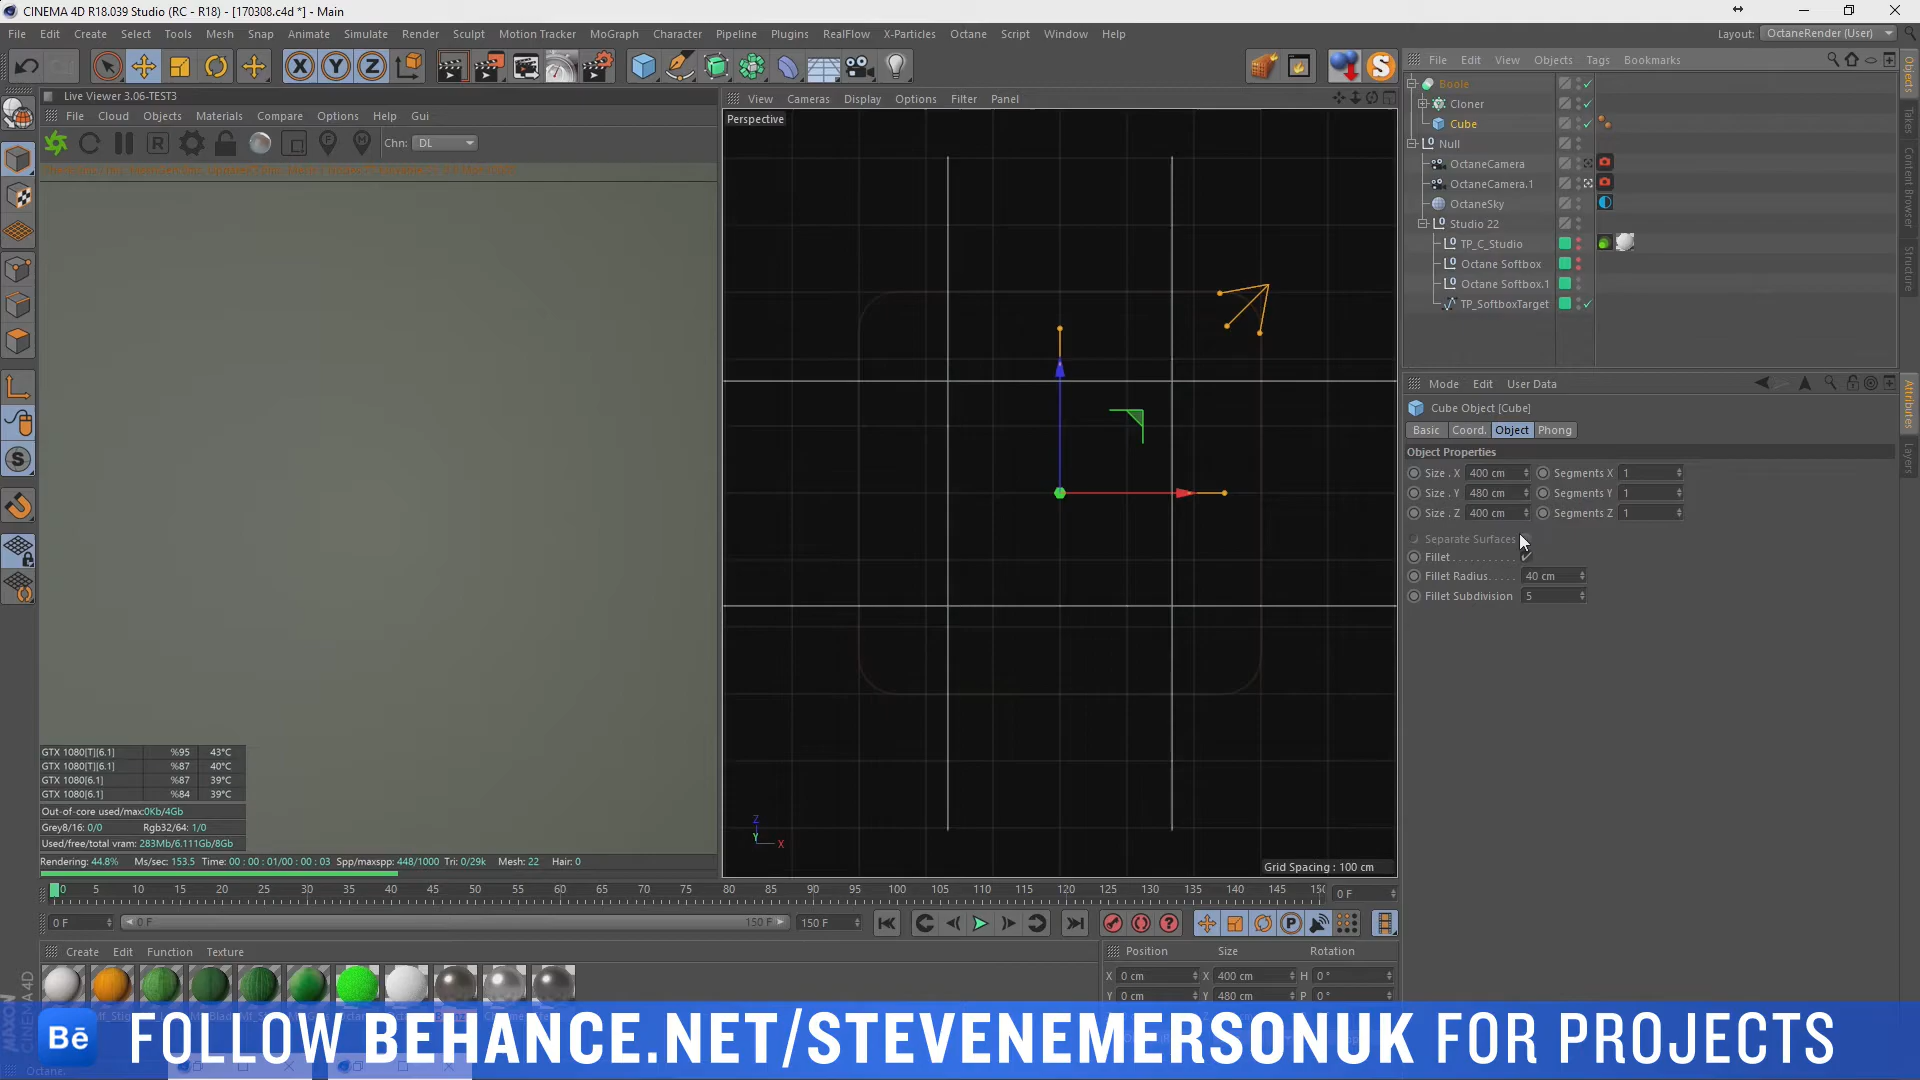 CINEMA 4D R18.039 Studio (RC - R18) - [170308.c4d *] - Main
File Edit Create Select Tools Mesh Snap Animate Simulate Render Sculpt Motion Tracker MoGraph Character Pipeline Plugins RealFlow X-Particles Octane Script Window Help
Layout: OctaneRender (User)
File Edit View Objects Tags Bookmarks
Live Viewer 3.06-TEST3
View Cameras Display Options Filter Panel
File Cloud Objects Materials Compare Options Help Gui
Chn: DL
Perspective
Boole
Cloner
Cube
Null
OctaneCamera
OctaneCamera.1
OctaneSky
Studio 22
TP_C_Studio
Octane Softbox
Octane Softbox.1
TP_SoftboxTarget
Objects
Takes
Content Browser
Structure
Mode Edit User Data
Cube Object [Cube]
Basic Coord. Object Phong
Object Properties
Size . X 400 cm Segments X 1
Size . Y 480 cm Segments Y 1
Size . Z 400 cm Segments Z 1
Separate Surfaces
Fillet . . . . . . . . . . .
Fillet Radius. . . . . 40 cm
Fillet Subdivision 5
Attributes
Layers
GTX 1080[T][6.1] %95 43°C
GTX 1080[T][6.1] %87 40°C
GTX 1080[6.1] %87 39°C
GTX 1080[6.1] %84 39°C
Out-of-core used/max:0Kb/4Gb
Grey8/16: 0/0 Rgb32/64: 1/0
Used/free/total vram: 283Mb/6.111Gb/8Gb
Rendering: 44.8% Ms/sec: 153.5 Time: 00 : 00 : 01/00 : 00 : 03 Spp/maxspp: 448/1000 Tri: 0/29k Mesh: 22 Hair: 0
Z
Y
X
Grid Spacing : 100 cm
0 5 10 15 20 25 30 35 40 45 50 55 60 65 70 75 80 85 90 95 100 105 110 115 120 125 130 135 140 145 150 0 F
0 F 0 F 150 F 150 F
Create Edit Function Texture
Position Size Rotation
X 0 cm X 400 cm H 0 °
Y 0 cm Y 480 cm P 0 °
MAXON CINEMA 4D
Bē FOLLOW BEHANCE.NET/STEVENEMERSONUK FOR PROJECTS
Octane: